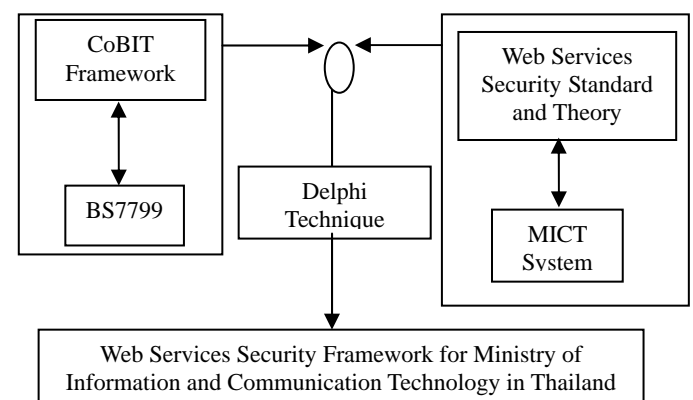 CoBIT
Framework
BS7799
Web Services
Security Standard
and Theory
MICT
System
Delphi
Technique
Web Services Security Framework for Ministry of
Information and Communication Technology in Thailand